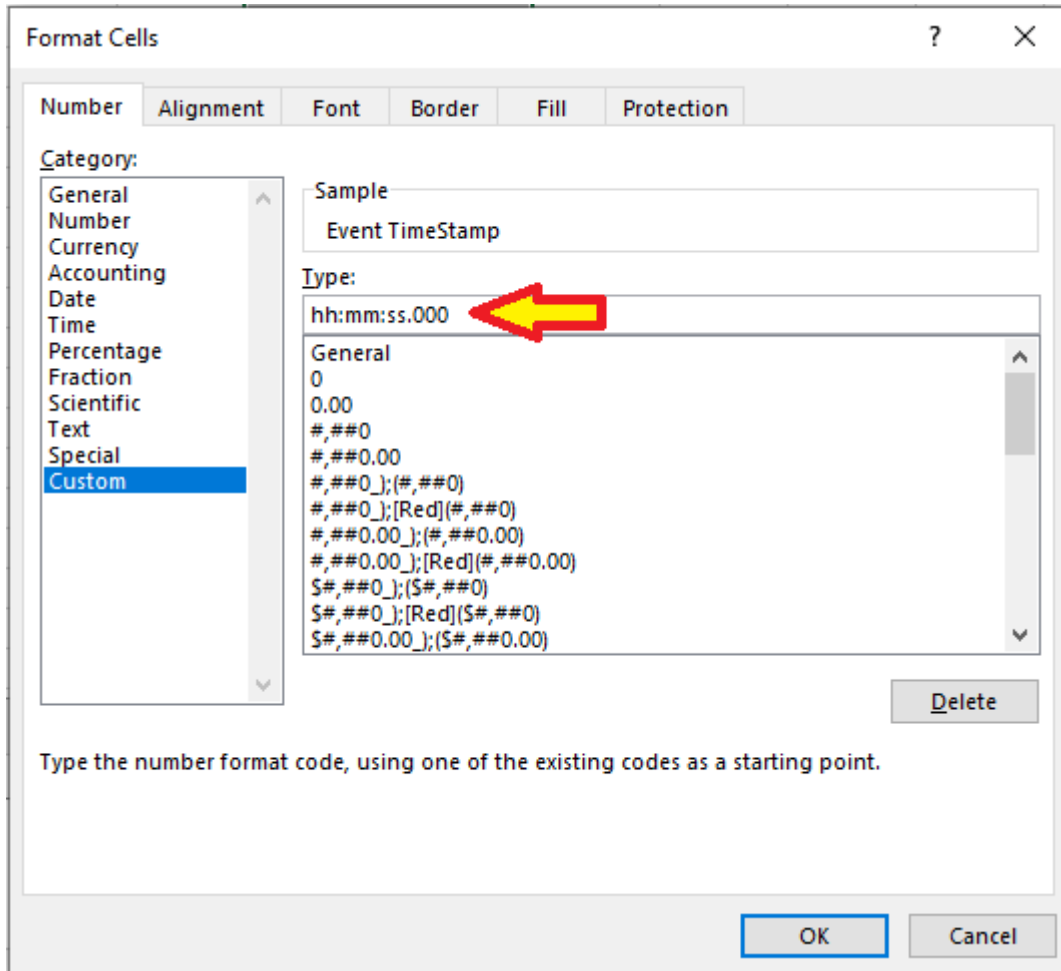 Format Cells
?
Number Alignment Font Border Fill Protection
Category:
General
Number
Currency
Accounting
Date
Time
Percentage
Fraction
Scientific
Text
Special
Custom
Sample
Event TimeStamp
Type:
hh:mm:ss.000
General
0
0.00
#,##0
#,##0.00
#,##0_);(#,##0)
#,##0_);[Red](#,##0)
#,##0.00_);(#,##0.00)
#,##0.00_);[Red](#,##0.00)
$#,##0_);($#,##0)
$#,##0_);[Red]($#,##0)
$#,##0.00_);($#,##0.00)
Delete
Type the number format code, using one of the existing codes as a starting point.
OK Cancel